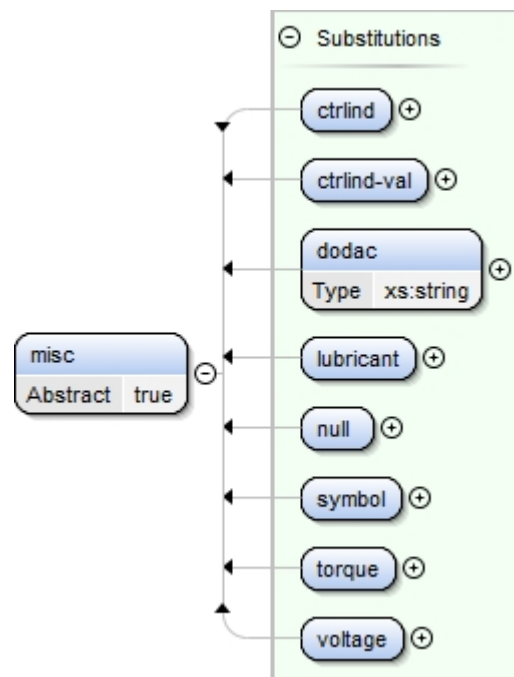 Substitutions
ctrlind
ctrlind-val
dodac
Type xs:string
misc
Abstract true
lubricant
null
symbol
torque
voltage